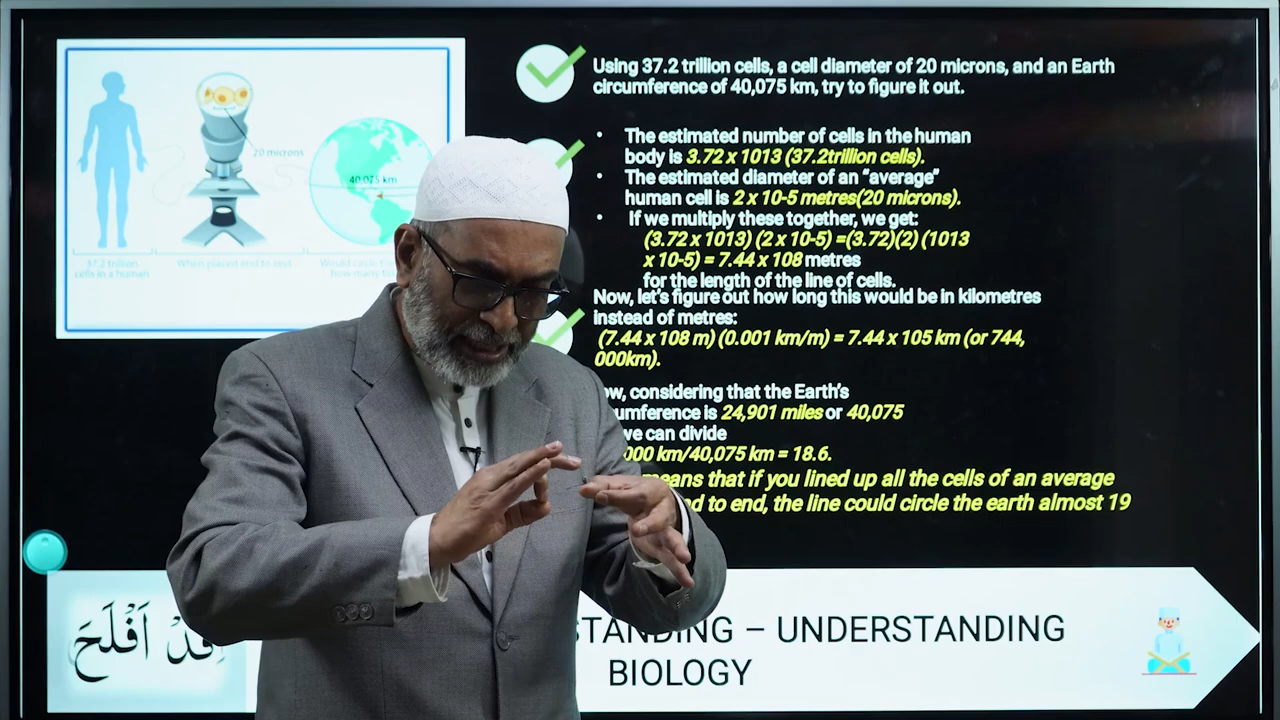 20 microns
40,075 km
37.2 trillion
cells in a human
When placed end to end
Would circle the
how many
Using 37.2 trillion cells, a cell diameter of 20 microns, and an Earth
circumference of 40,075 km, try to figure it out.
• The estimated number of cells in the human
body is 3.72 x 1013 (37.2trillion cells).
• The estimated diameter of an “average”
human cell is 2 x 10-5 metres(20 microns).
• If we multiply these together, we get:
(3.72 x 1013) (2 x 10-5) =(3.72)(2) (1013
x 10-5) = 7.44 x 108 metres
for the length of the line of cells.
Now, let’s figure out how long this would be in kilometres
instead of metres:
(7.44 x 108 m) (0.001 km/m) = 7.44 x 105 km (or 744,
000km).
ow, considering that the Earth’s
umference is 24,901 miles or 40,075
we can divide
000 km/40,075 km = 18.6.
means that if you lined up all the cells of an average
d to end, the line could circle the earth almost 19
قَدْ اَفْلَحَ
STANDING – UNDERSTANDING
BIOLOGY